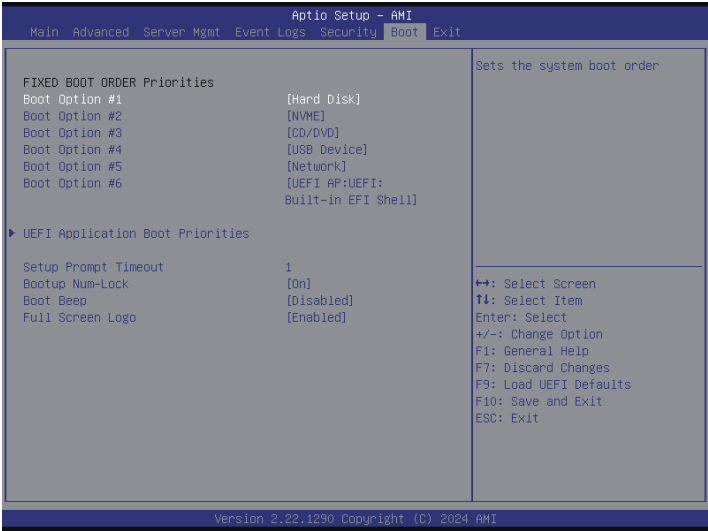 Aptio Setup – AMI
Main Advanced Server Mgmt Event Logs Security Boot Exit
FIXED BOOT ORDER Priorities
Boot Option #1 [Hard Disk]
Boot Option #2 [NVME]
Boot Option #3 [CD/DVD]
Boot Option #4 [USB Device]
Boot Option #5 [Network]
Boot Option #6 [UEFI AP:UEFI:
Built-in EFI Shell]
UEFI Application Boot Priorities
Setup Prompt Timeout 1
Bootup Num-Lock [On]
Boot Beep [Disabled]
Full Screen Logo [Enabled]
Sets the system boot order
↔: Select Screen
↑↓: Select Item
Enter: Select
+/-: Change Option
F1: General Help
F7: Discard Changes
F9: Load UEFI Defaults
F10: Save and Exit
ESC: Exit
Version 2.22.1290 Copyright (C) 2024 AMI